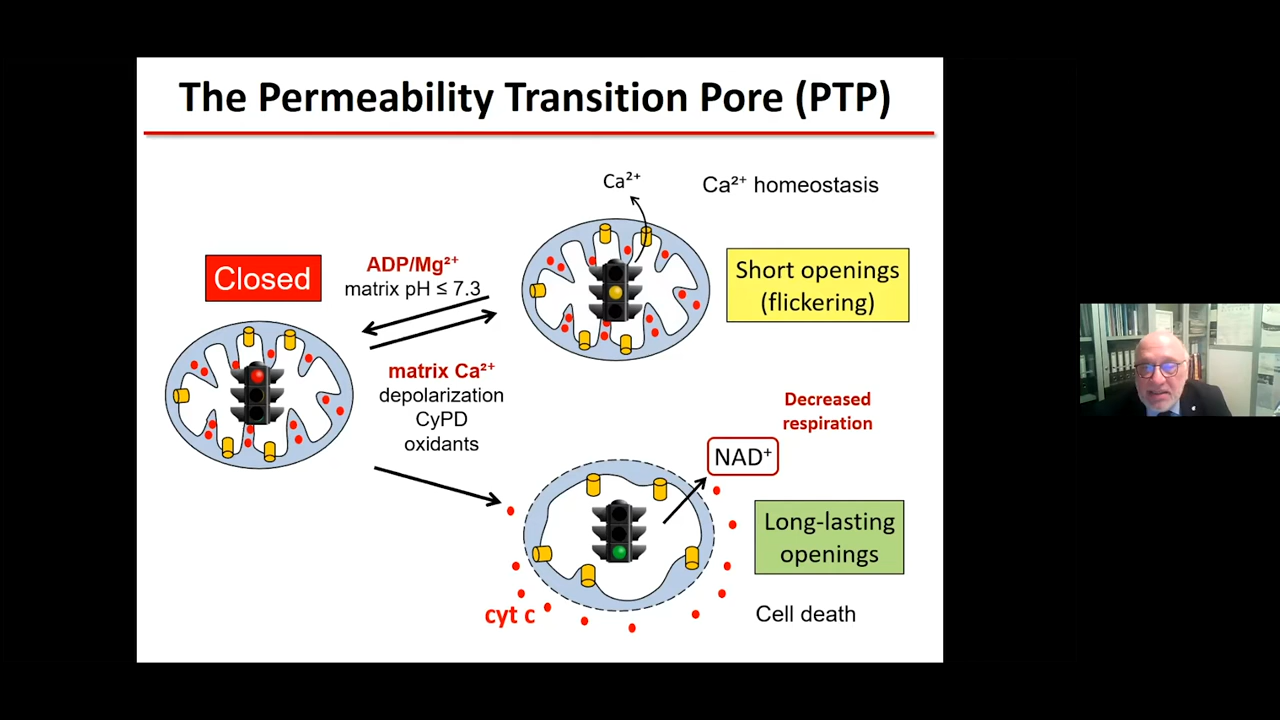 The Permeability Transition Pore (PTP)
Ca²⁺
Ca²⁺ homeostasis
Closed
ADP/Mg²⁺
matrix pH ≤ 7.3
Short openings
(flickering)
matrix Ca²⁺
depolarization
CyPD
oxidants
Decreased
respiration
NAD⁺
Long-lasting
openings
cyt c
Cell death